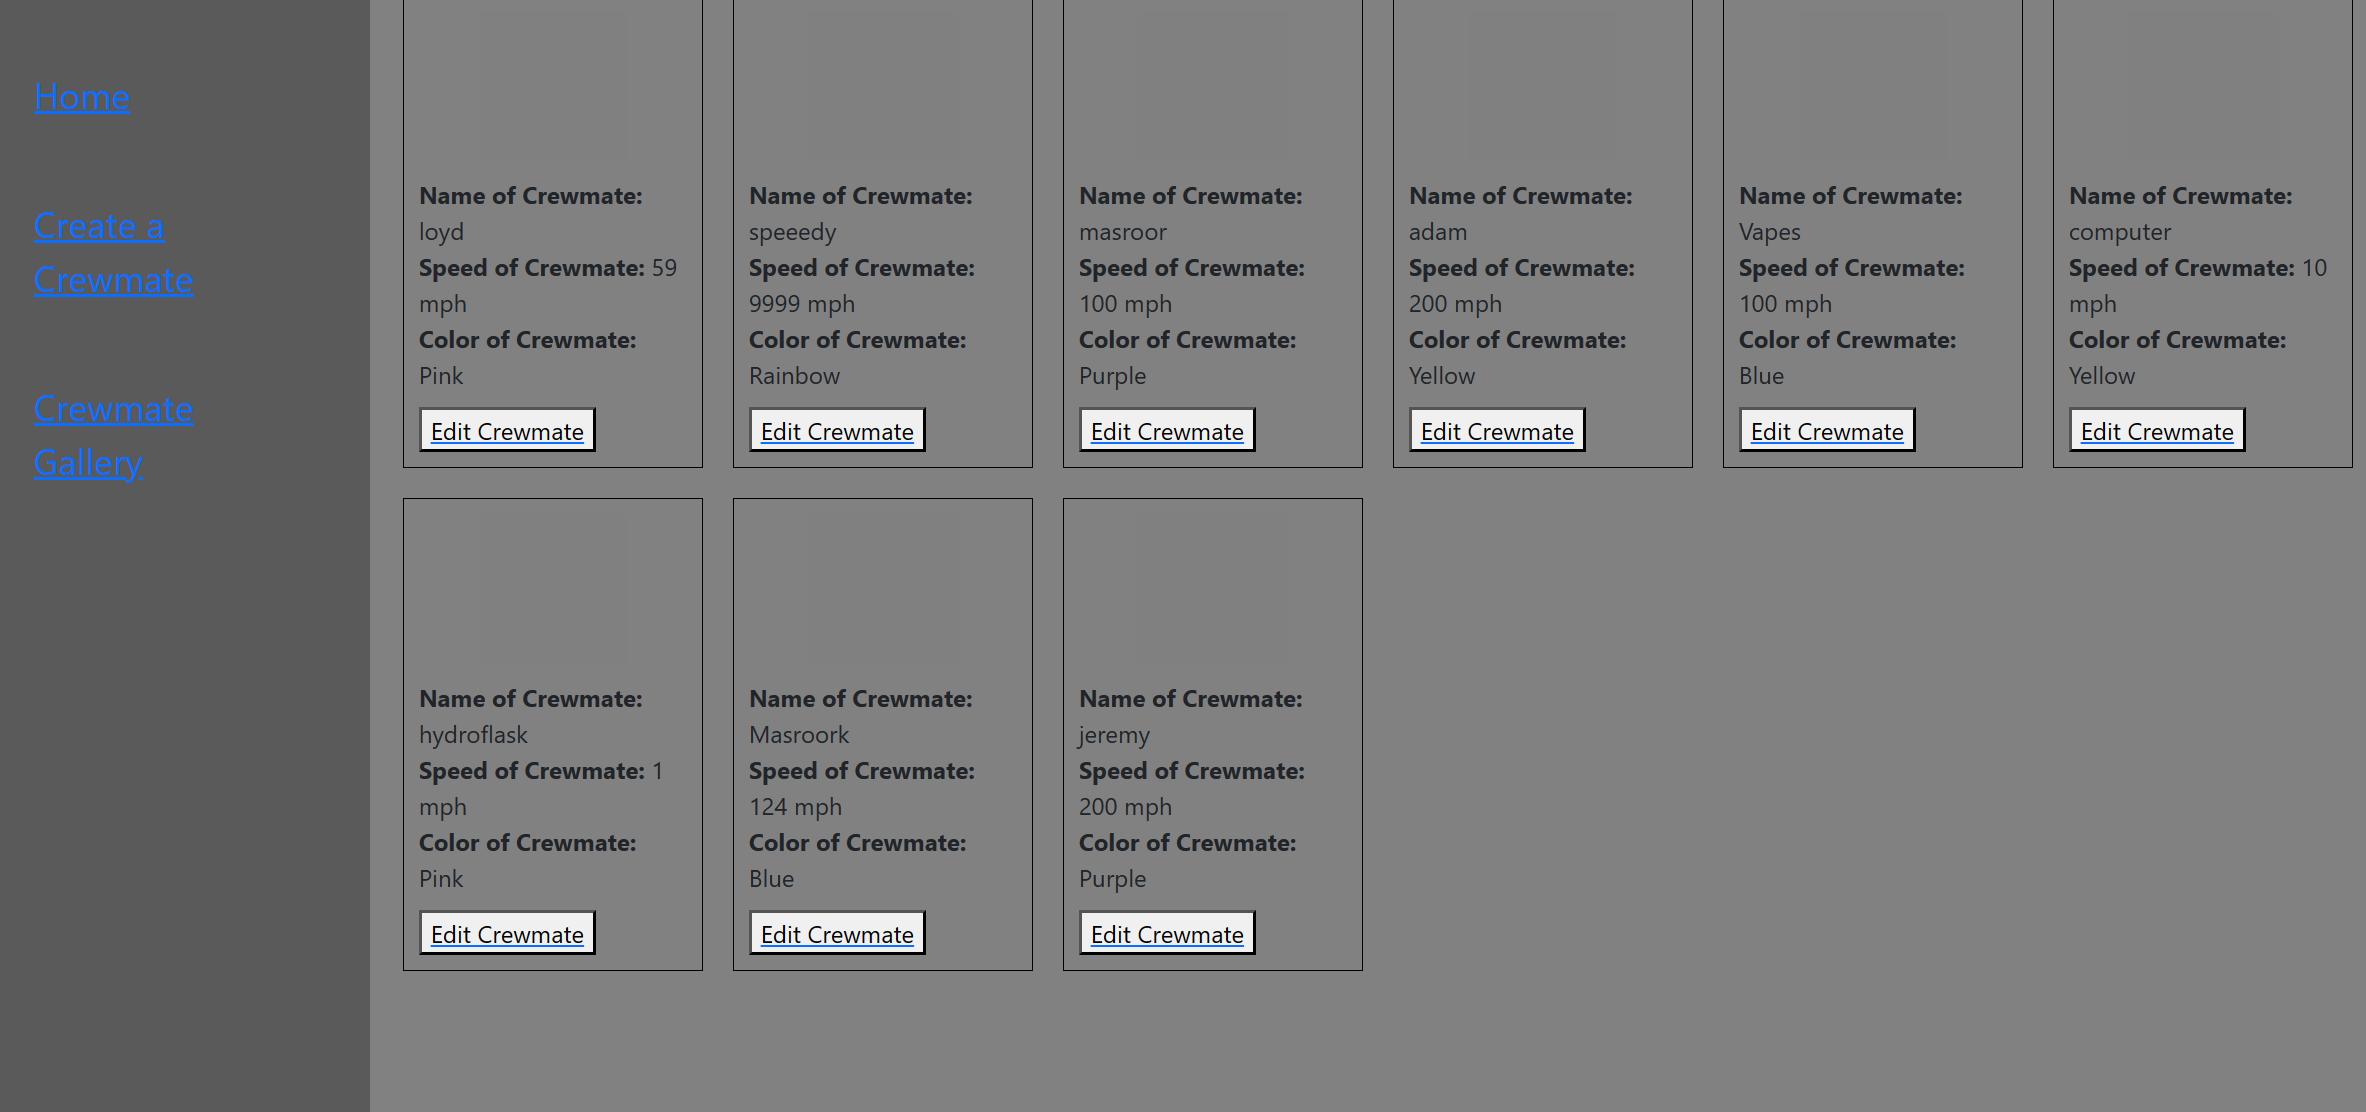 Home
Create a
Crewmate
Crewmate
Gallery
Name of Crewmate:
loyd
Speed of Crewmate: 59
mph
Color of Crewmate:
Pink
Edit Crewmate
Name of Crewmate:
speeedy
Speed of Crewmate:
9999 mph
Color of Crewmate:
Rainbow
Edit Crewmate
Name of Crewmate:
masroor
Speed of Crewmate:
100 mph
Color of Crewmate:
Purple
Edit Crewmate
Name of Crewmate:
adam
Speed of Crewmate:
200 mph
Color of Crewmate:
Yellow
Edit Crewmate
Name of Crewmate:
Vapes
Speed of Crewmate:
100 mph
Color of Crewmate:
Blue
Edit Crewmate
Name of Crewmate:
computer
Speed of Crewmate: 10
mph
Color of Crewmate:
Yellow
Edit Crewmate
Name of Crewmate:
hydroflask
Speed of Crewmate: 1
mph
Color of Crewmate:
Pink
Edit Crewmate
Name of Crewmate:
Masroork
Speed of Crewmate:
124 mph
Color of Crewmate:
Blue
Edit Crewmate
Name of Crewmate:
jeremy
Speed of Crewmate:
200 mph
Color of Crewmate:
Purple
Edit Crewmate